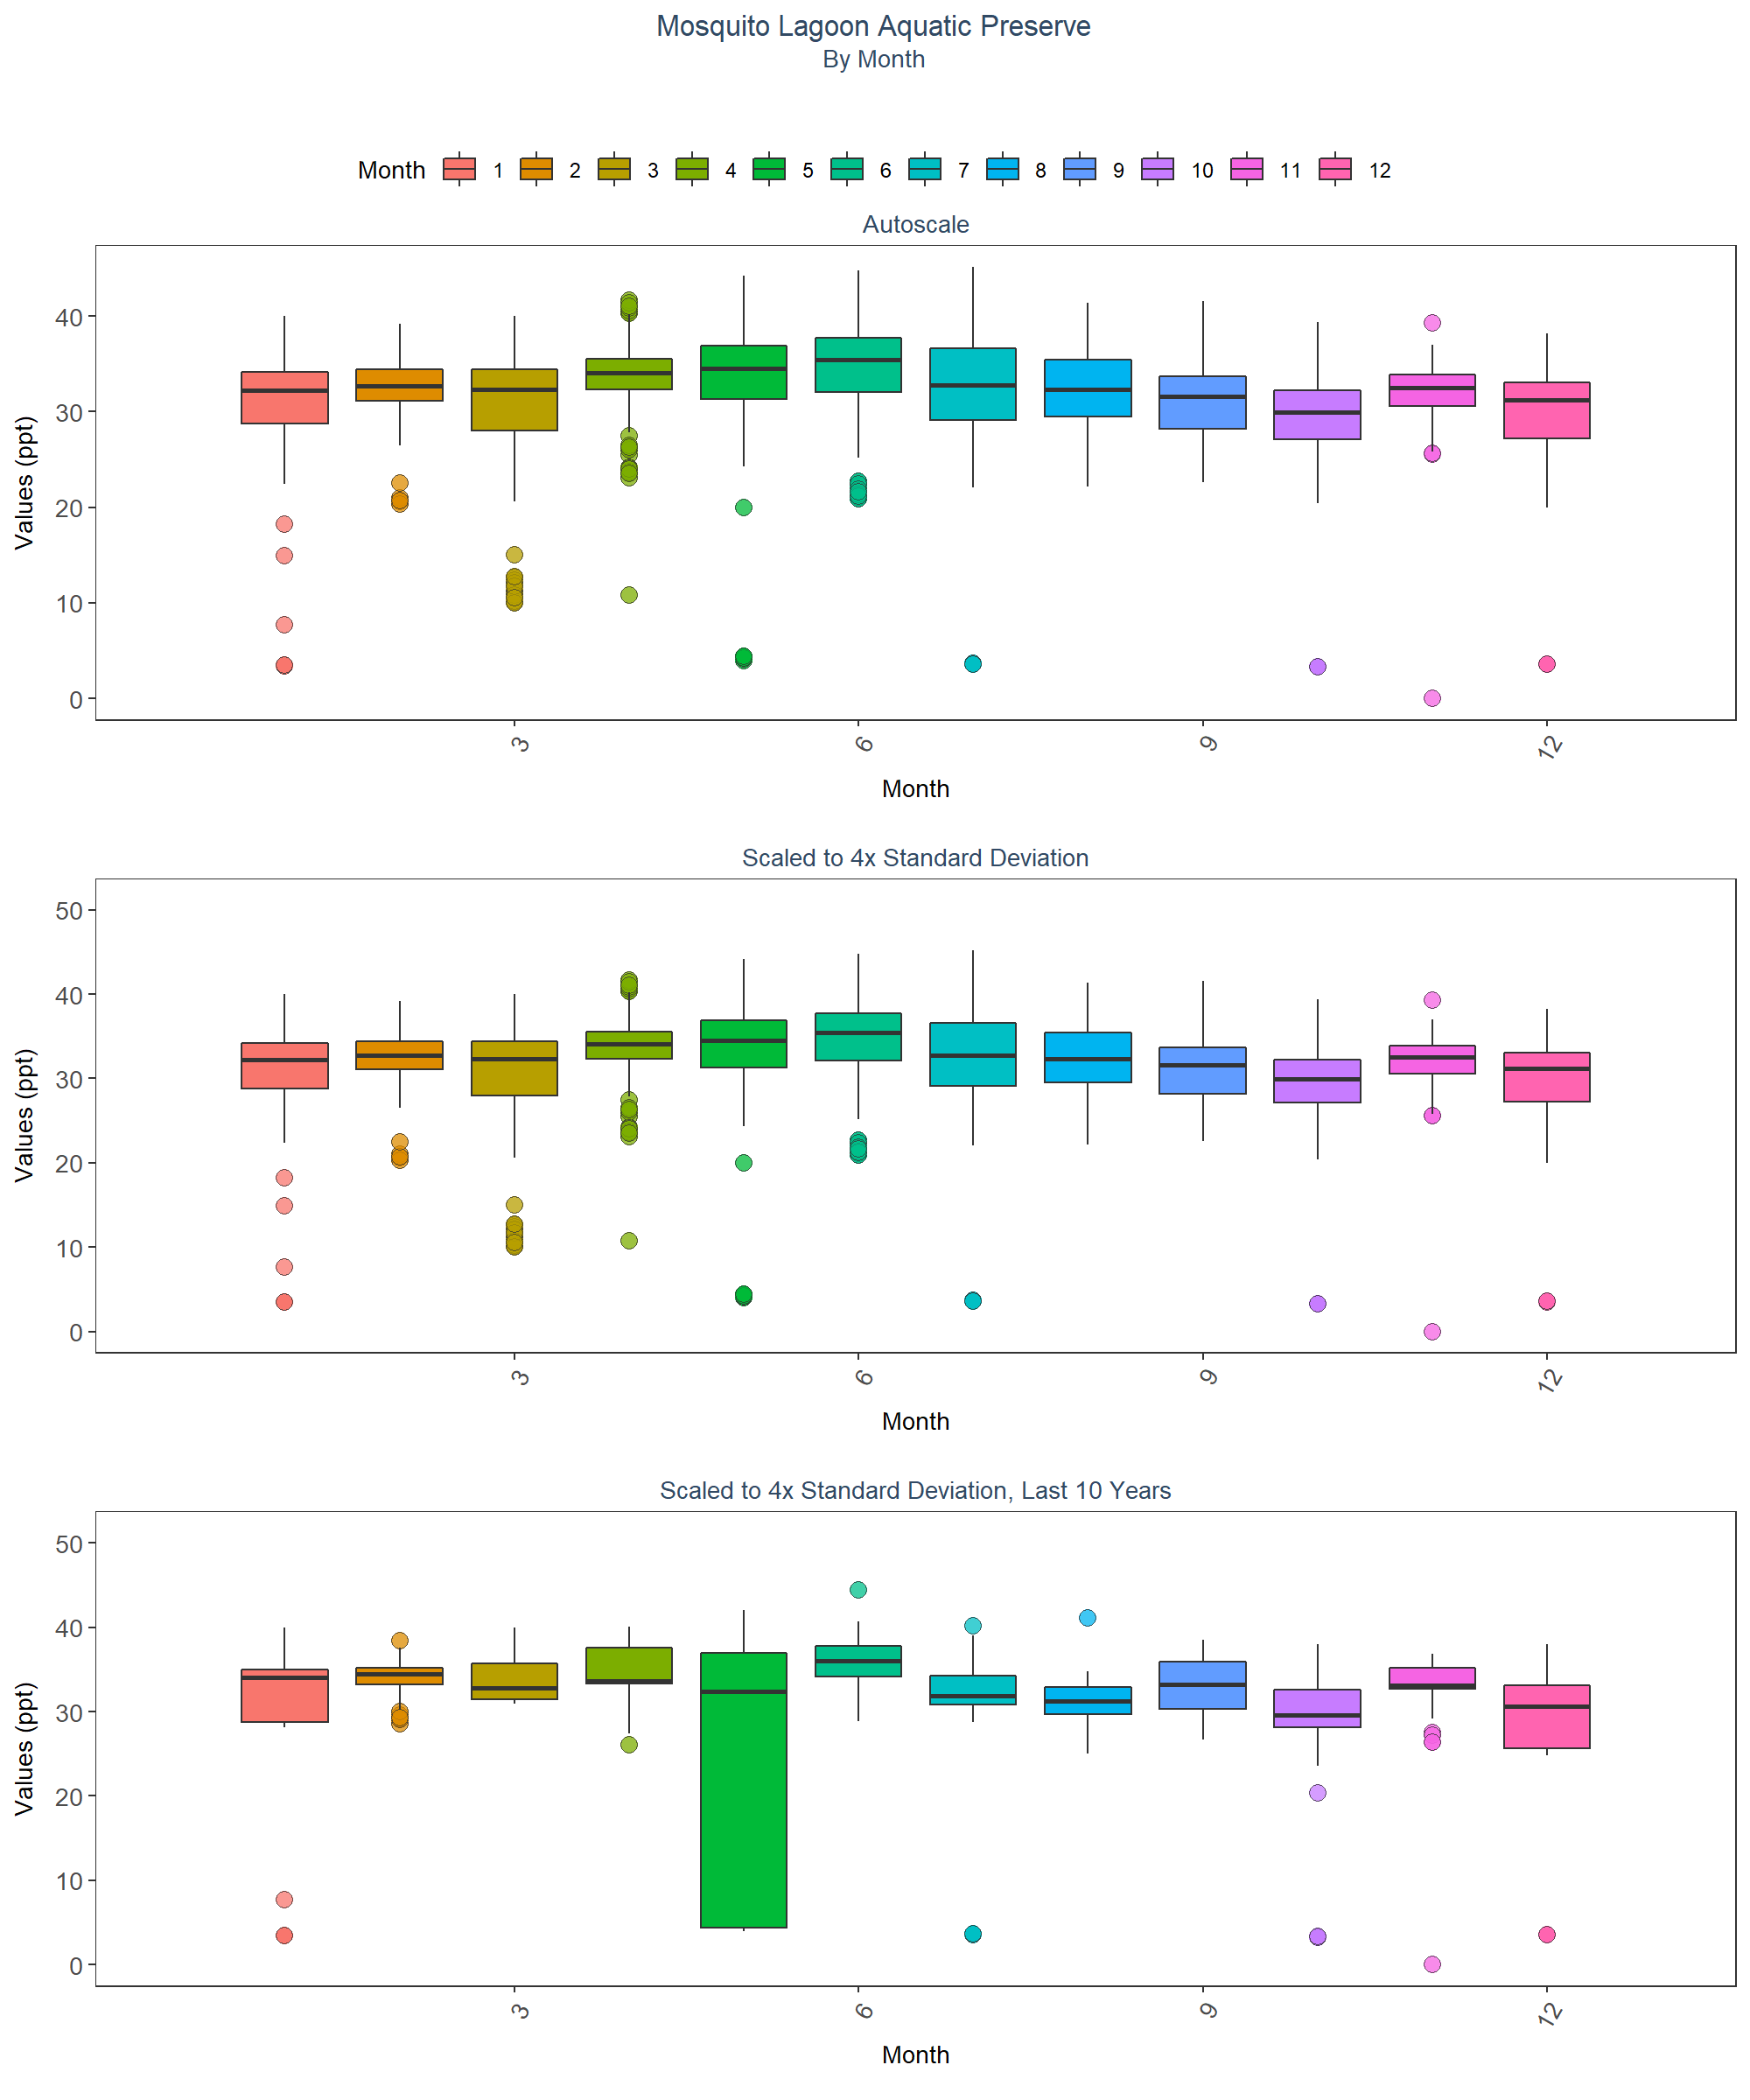 Mosquito Lagoon Aquatic Preserve
By Month
Month 1 2 3 4 5 6 7 8 9 10 11 12
Autoscale
Values (ppt)
40
30
20
10
0
3 6 9 12
Month
Scaled to 4x Standard Deviation
Values (ppt)
50
40
30
20
10
0
3 6 9 12
Month
Scaled to 4x Standard Deviation, Last 10 Years
Values (ppt)
50
40
30
20
10
0
3 6 9 12
Month